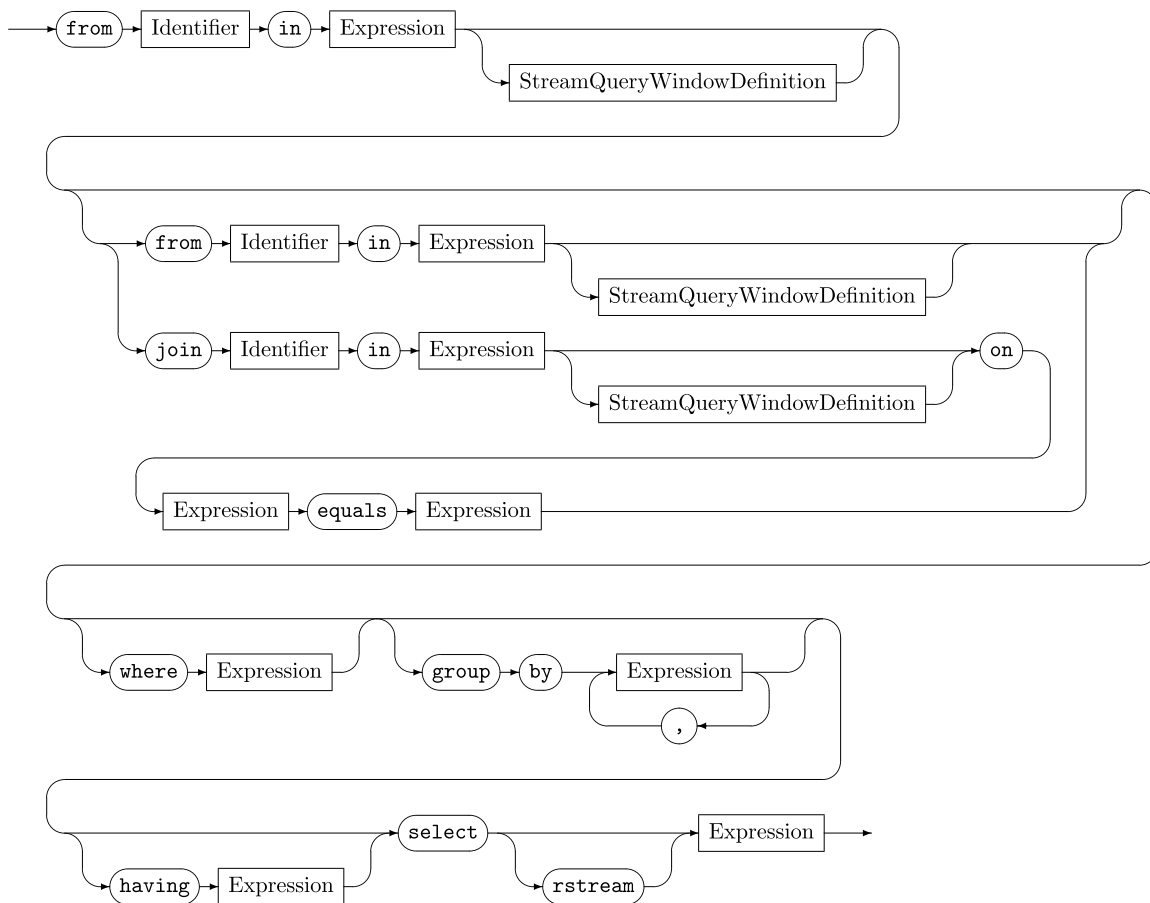 from Identifier in Expression
StreamQueryWindowDefinition
from Identifier in Expression
StreamQueryWindowDefinition
join Identifier in Expression on
StreamQueryWindowDefinition
Expression equals Expression
where Expression group by Expression
,
select Expression
having Expression rstream